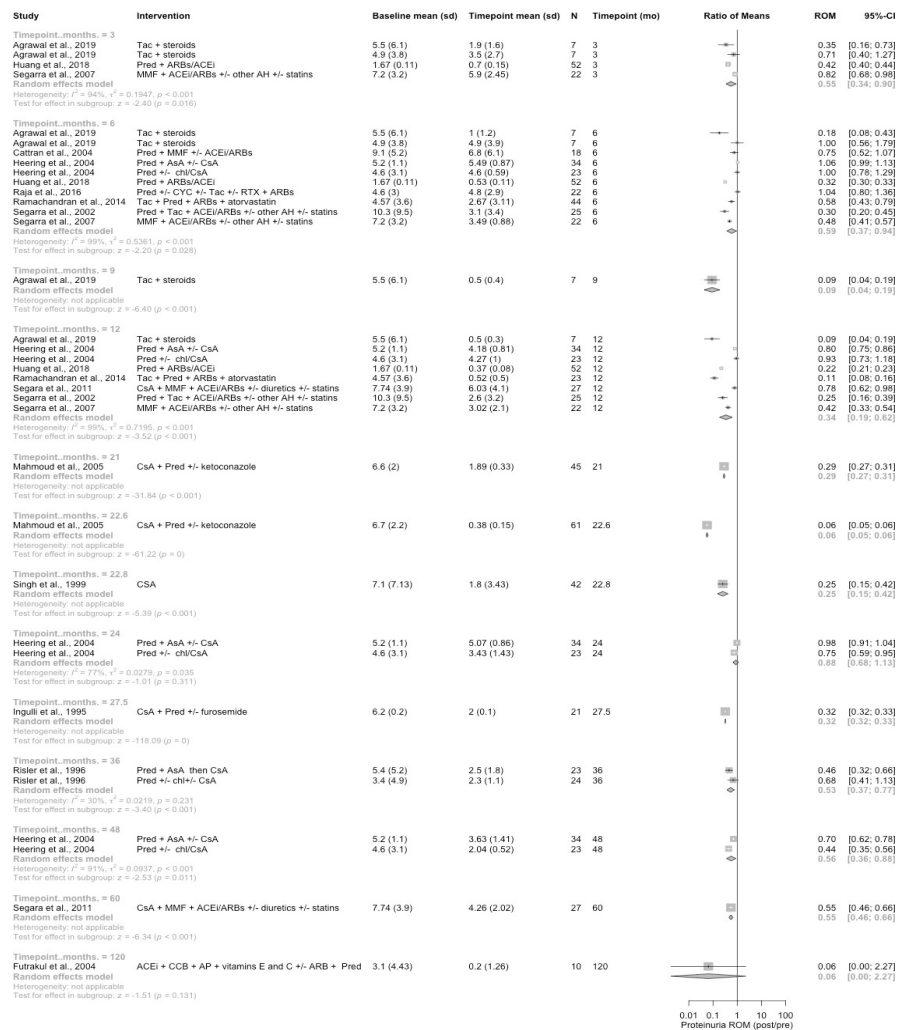 Study Intervention Baseline mean (sd) Timepoint mean (sd) N Timepoint (mo) Ratio of Means ROM 95%-CI
Timepoint..months. = 3
Agrawal et al., 2019 Tac + steroids 5.5 (6.1) 1.9 (1.6) 7 3 0.35 [0.16; 0.73]
Agrawal et al., 2019 Tac + steroids 4.9 (3.8) 3.5 (2.7) 7 3 0.71 [0.40; 1.27]
Huang et al., 2018 Pred + ARBs/ACEi 1.67 (0.11) 0.7 (0.15) 52 3 0.42 [0.40; 0.44]
Segarra et al., 2007 MMF + ACEi/ARBs +/- other AH +/- statins 7.2 (3.2) 5.9 (2.45) 22 3 0.82 [0.68; 0.98]
Random effects model 0.55 [0.34; 0.90]
Heterogeneity: I² = 94%, τ² = 0.1947, p < 0.001
Test for effect in subgroup: z = -2.40 (p = 0.016)
Timepoint..months. = 6
Agrawal et al., 2019 Tac + steroids 5.5 (6.1) 1 (1.2) 7 6 0.18 [0.08; 0.43]
Agrawal et al., 2019 Tac + steroids 4.9 (3.8) 4.9 (3.9) 7 6 1.00 [0.56; 1.79]
Cattran et al., 2004 Pred + MMF +/- ACEi/ARBs 9.1 (5.2) 6.8 (6.1) 18 6 0.75 [0.52; 1.07]
Heering et al., 2004 Pred + AsA +/- CsA 5.2 (1.1) 5.49 (0.87) 34 6 1.06 [0.99; 1.13]
Heering et al., 2004 Pred +/- chl/CsA 4.6 (3.1) 4.6 (0.59) 23 6 1.00 [0.78; 1.29]
Huang et al., 2018 Pred + ARBs/ACEi 1.67 (0.11) 0.53 (0.11) 52 6 0.32 [0.30; 0.33]
Raja et al., 2016 Pred +/- CYC +/- Tac +/- RTX + ARBs 4.6 (3) 4.8 (2.9) 22 6 1.04 [0.80; 1.36]
Ramachandran et al., 2014 Tac + Pred + ARBs + atorvastatin 4.57 (3.6) 2.67 (3.11) 44 6 0.58 [0.43; 0.79]
Segarra et al., 2002 Pred + Tac + ACEi/ARBs +/- other AH +/- statins 10.3 (9.5) 3.1 (3.4) 25 6 0.30 [0.20; 0.45]
Segarra et al., 2007 MMF + ACEi/ARBs +/- other AH +/- statins 7.2 (3.2) 3.49 (0.88) 22 6 0.48 [0.41; 0.57]
Random effects model 0.59 [0.37; 0.94]
Heterogeneity: I² = 99%, τ² = 0.5361, p < 0.001
Test for effect in subgroup: z = -2.20 (p = 0.028)
Timepoint..months. = 9
Agrawal et al., 2019 Tac + steroids 5.5 (6.1) 0.5 (0.4) 7 9 0.09 [0.04; 0.19]
Random effects model 0.09 [0.04; 0.19]
Heterogeneity: not applicable
Test for effect in subgroup: z = -6.40 (p < 0.001)
Timepoint..months. = 12
Agrawal et al., 2019 Tac + steroids 5.5 (6.1) 0.5 (0.3) 7 12 0.09 [0.04; 0.19]
Heering et al., 2004 Pred + AsA +/- CsA 5.2 (1.1) 4.18 (0.81) 34 12 0.80 [0.75; 0.86]
Heering et al., 2004 Pred +/- chl/CsA 4.6 (3.1) 4.27 (1) 23 12 0.93 [0.73; 1.18]
Huang et al., 2018 Pred + ARBs/ACEi 1.67 (0.11) 0.37 (0.08) 52 12 0.22 [0.21; 0.23]
Ramachandran et al., 2014 Tac + Pred + ARBs + atorvastatin 4.57 (3.6) 0.52 (0.5) 23 12 0.11 [0.08; 0.16]
Segara et al., 2011 CsA + MMF + ACEi/ARBs +/- diuretics +/- statins 7.74 (3.9) 6.03 (4.1) 27 12 0.78 [0.62; 0.98]
Segarra et al., 2002 Pred + Tac + ACEi/ARBs +/- other AH +/- statins 10.3 (9.5) 2.6 (3.2) 25 12 0.25 [0.16; 0.39]
Segarra et al., 2007 MMF + ACEi/ARBs +/- other AH +/- statins 7.2 (3.2) 3.02 (2.1) 22 12 0.42 [0.33; 0.54]
Random effects model 0.34 [0.19; 0.62]
Heterogeneity: I² = 99%, τ² = 0.7195, p < 0.001
Test for effect in subgroup: z = -3.52 (p < 0.001)
Timepoint..months. = 21
Mahmoud et al., 2005 CsA + Pred +/- ketoconazole 6.6 (2) 1.89 (0.33) 45 21 0.29 [0.27; 0.31]
Random effects model 0.29 [0.27; 0.31]
Heterogeneity: not applicable
Test for effect in subgroup: z = -31.84 (p < 0.001)
Timepoint..months. = 22.6
Mahmoud et al., 2005 CsA + Pred +/- ketoconazole 6.7 (2.2) 0.38 (0.15) 61 22.6 0.06 [0.05; 0.06]
Random effects model 0.06 [0.05; 0.06]
Heterogeneity: not applicable
Test for effect in subgroup: z = -61.22 (p = 0)
Timepoint..months. = 22.8
Singh et al., 1999 CSA 7.1 (7.13) 1.8 (3.43) 42 22.8 0.25 [0.15; 0.42]
Random effects model 0.25 [0.15; 0.42]
Heterogeneity: not applicable
Test for effect in subgroup: z = -5.39 (p < 0.001)
Timepoint..months. = 24
Heering et al., 2004 Pred + AsA +/- CsA 5.2 (1.1) 5.07 (0.86) 34 24 0.98 [0.91; 1.04]
Heering et al., 2004 Pred +/- chl/CsA 4.6 (3.1) 3.43 (1.43) 23 24 0.75 [0.59; 0.95]
Random effects model 0.88 [0.68; 1.13]
Heterogeneity: I² = 77%, τ² = 0.0279, p = 0.035
Test for effect in subgroup: z = -1.01 (p = 0.311)
Timepoint..months. = 27.5
Ingulli et al., 1995 CsA + Pred +/- furosemide 6.2 (0.2) 2 (0.1) 21 27.5 0.32 [0.32; 0.33]
Random effects model 0.32 [0.32; 0.33]
Heterogeneity: not applicable
Test for effect in subgroup: z = -118.09 (p = 0)
Timepoint..months. = 36
Risler et al., 1996 Pred + AsA then CsA 5.4 (5.2) 2.5 (1.8) 23 36 0.46 [0.32; 0.66]
Risler et al., 1996 Pred +/- chl+/- CsA 3.4 (4.9) 2.3 (1.1) 24 36 0.68 [0.41; 1.13]
Random effects model 0.53 [0.37; 0.77]
Heterogeneity: I² = 30%, τ² = 0.0219, p = 0.231
Test for effect in subgroup: z = -3.40 (p < 0.001)
Timepoint..months. = 48
Heering et al., 2004 Pred + AsA +/- CsA 5.2 (1.1) 3.63 (1.41) 34 48 0.70 [0.62; 0.78]
Heering et al., 2004 Pred +/- chl/CsA 4.6 (3.1) 2.04 (0.52) 23 48 0.44 [0.35; 0.56]
Random effects model 0.56 [0.36; 0.88]
Heterogeneity: I² = 91%, τ² = 0.0937, p < 0.001
Test for effect in subgroup: z = -2.53 (p = 0.011)
Timepoint..months. = 60
Segara et al., 2011 CsA + MMF + ACEi/ARBs +/- diuretics +/- statins 7.74 (3.9) 4.26 (2.02) 27 60 0.55 [0.46; 0.66]
Random effects model 0.55 [0.46; 0.66]
Heterogeneity: not applicable
Test for effect in subgroup: z = -6.34 (p < 0.001)
Timepoint..months. = 120
Futrakul et al., 2004 ACEi + CCB + AP + vitamins E and C +/- ARB + Pred 3.1 (4.43) 0.2 (1.26) 10 120 0.06 [0.00; 2.27]
Random effects model 0.06 [0.00; 2.27]
Heterogeneity: not applicable
Test for effect in subgroup: z = -1.51 (p = 0.131)
0.01 0.1 1 10 100
Proteinuria ROM (post/pre)